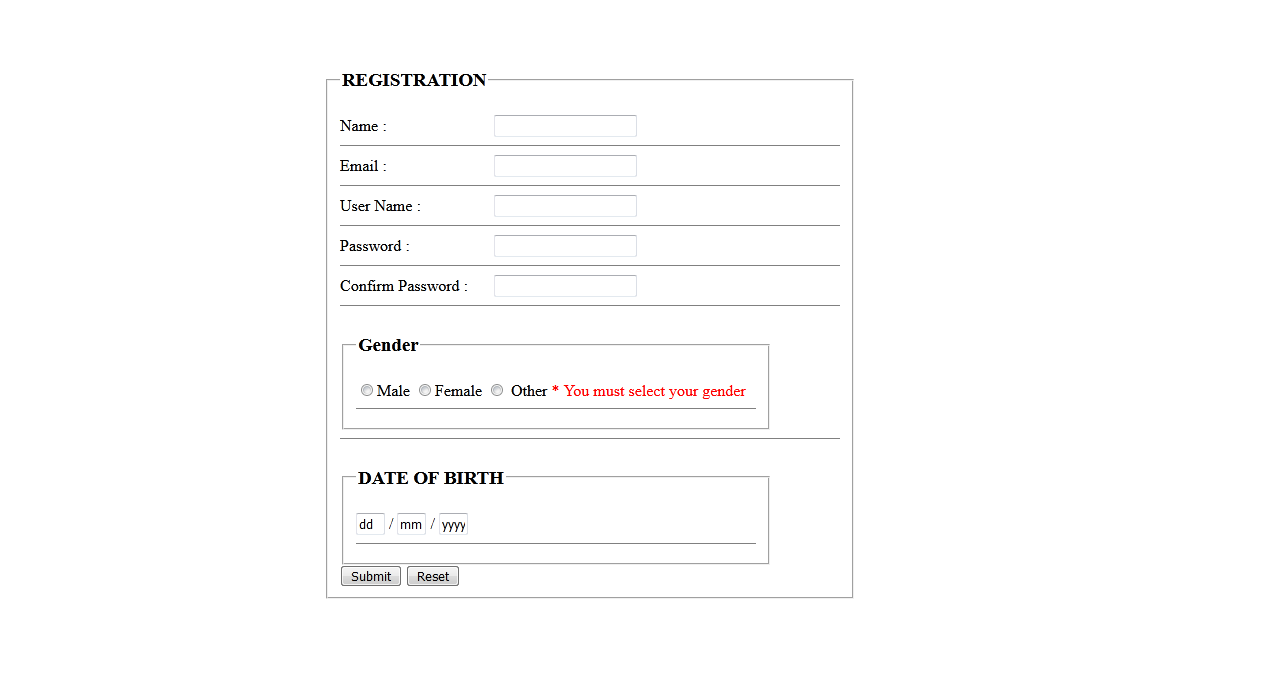 REGISTRATION
Name :
Email :
User Name :
Password :
Confirm Password :
Gender
Male Female Other * You must select your gender
DATE OF BIRTH
dd / mm / yyyy
Submit Reset